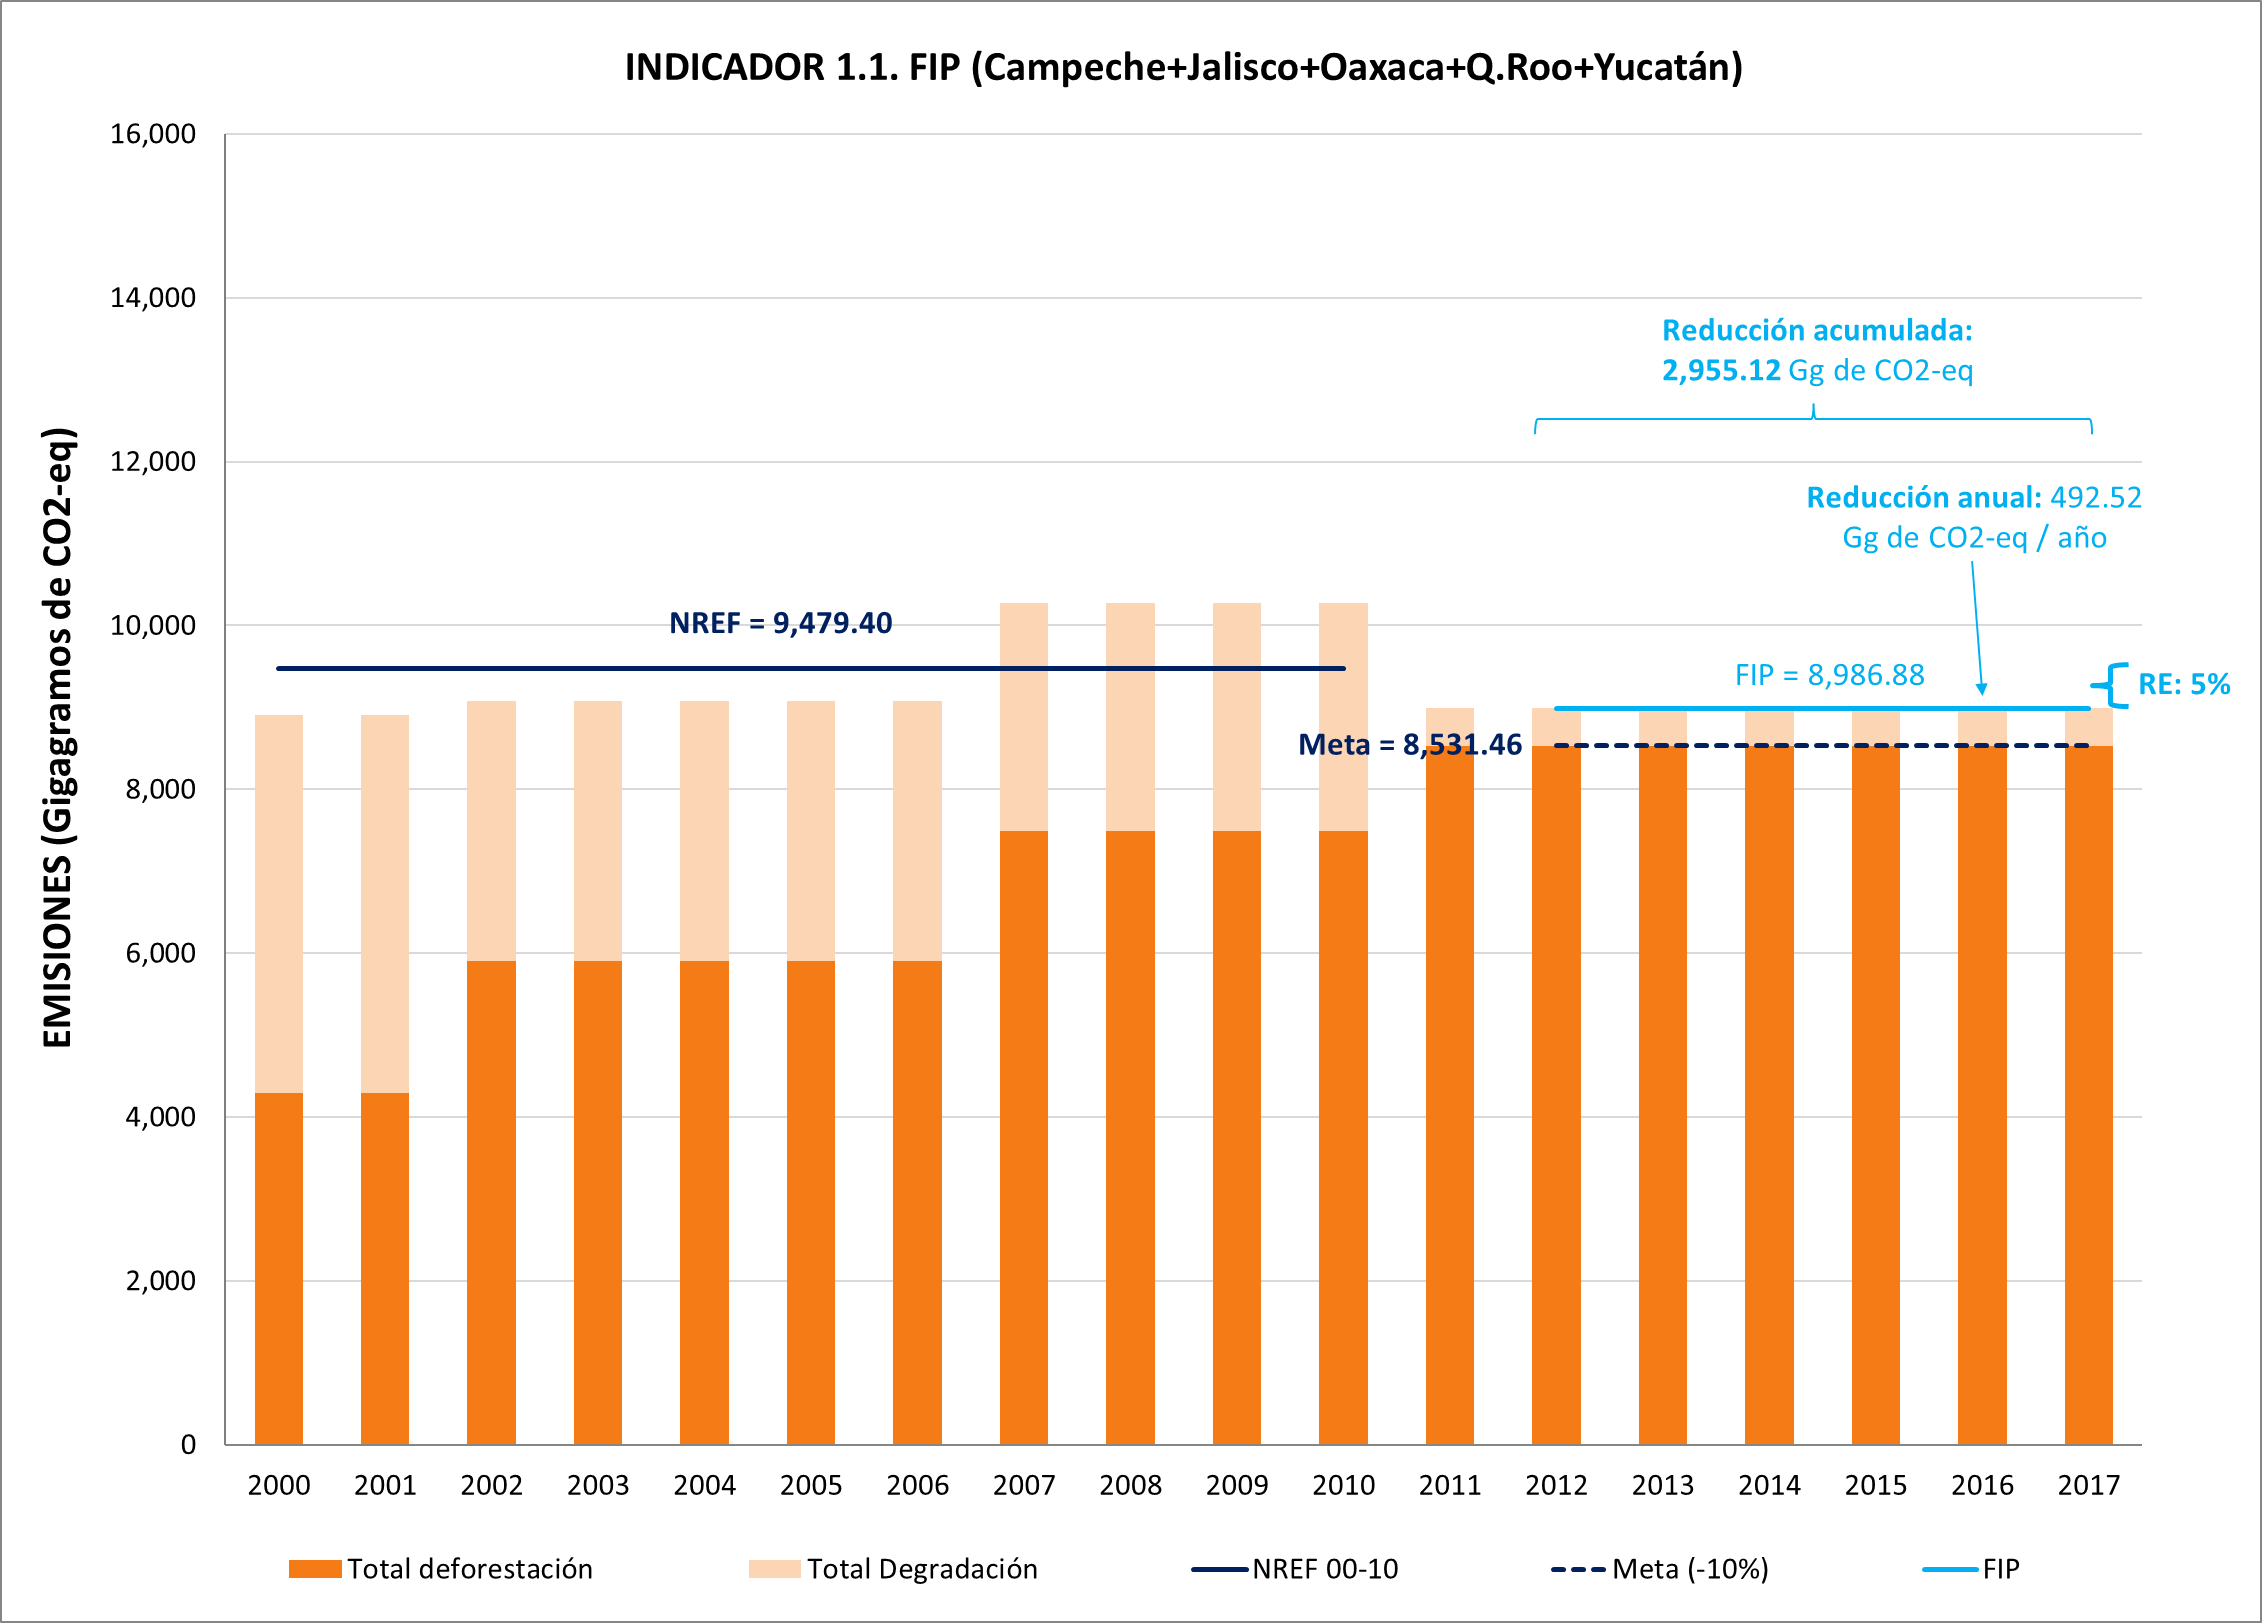 INDICADOR 1.1. FIP (Campeche+Jalisco+Oaxaca+Q.Roo+Yucatán)
EMISIONES (Gigagramos de CO2-eq)
16,000
14,000
12,000
10,000
8,000
6,000
4,000
2,000
0
Reducción acumulada:
2,955.12 Gg de CO2-eq
Reducción anual: 492.52
Gg de CO2-eq / año
NREF = 9,479.40
FIP = 8,986.88
RE: 5%
Meta = 8,531.46
2000 2001 2002 2003 2004 2005 2006 2007 2008 2009 2010 2011 2012 2013 2014 2015 2016 2017
Total deforestación Total Degradación NREF 00-10 Meta (-10%) FIP